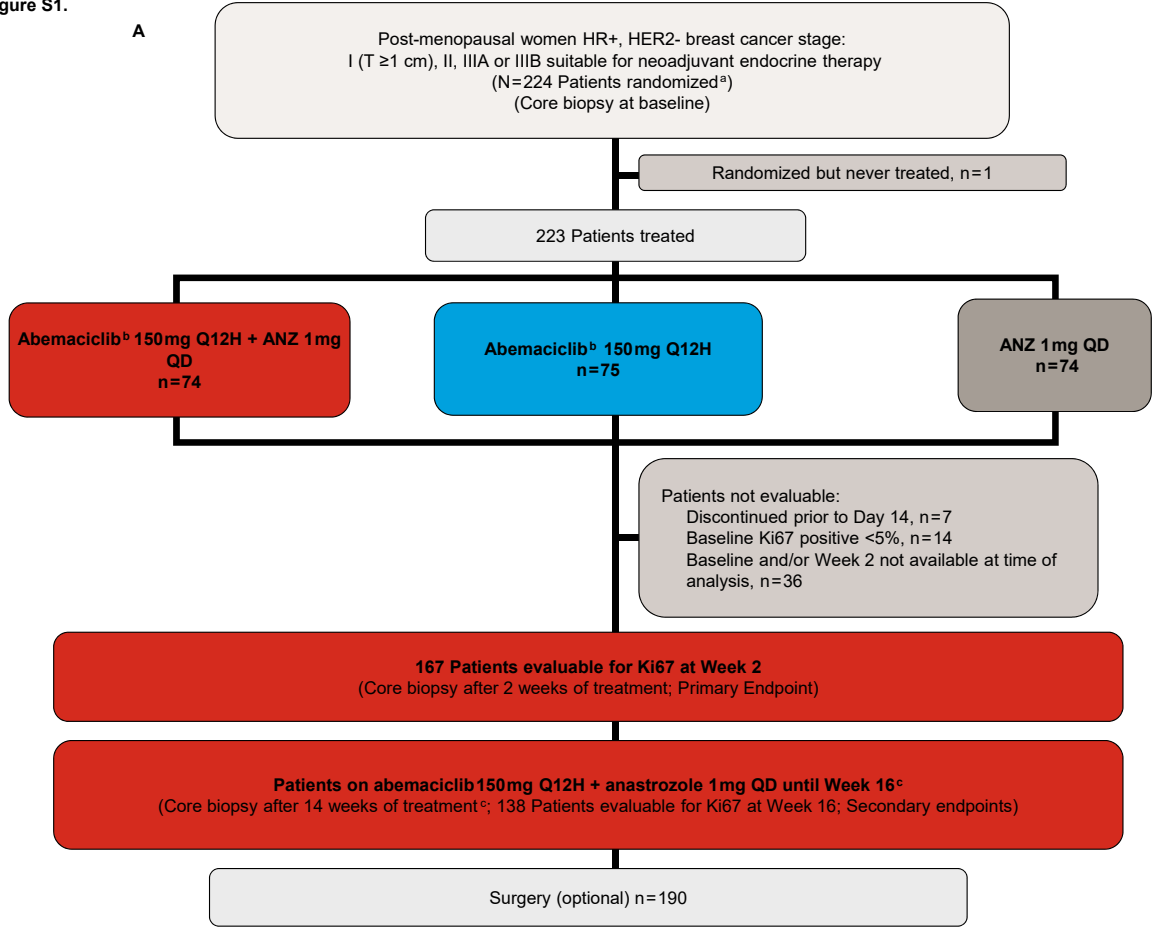 gure S1.
A
Post-menopausal women HR+, HER2- breast cancer stage:
I (T ≥1 cm), II, IIIA or IIIB suitable for neoadjuvant endocrine therapy
(N=224 Patients randomizedᵃ)
(Core biopsy at baseline)
Randomized but never treated, n=1
223 Patients treated
Abemaciclibᵇ 150mg Q12H + ANZ 1mg
QD
n=74
Abemaciclibᵇ 150mg Q12H
n=75
ANZ 1mg QD
n=74
Patients not evaluable:
Discontinued prior to Day 14, n=7
Baseline Ki67 positive <5%, n=14
Baseline and/or Week 2 not available at time of
analysis, n=36
167 Patients evaluable for Ki67 at Week 2
(Core biopsy after 2 weeks of treatment; Primary Endpoint)
Patients on abemaciclib150mg Q12H + anastrozole 1mg QD until Week 16ᶜ
(Core biopsy after 14 weeks of treatmentᶜ; 138 Patients evaluable for Ki67 at Week 16; Secondary endpoints)
Surgery (optional) n=190